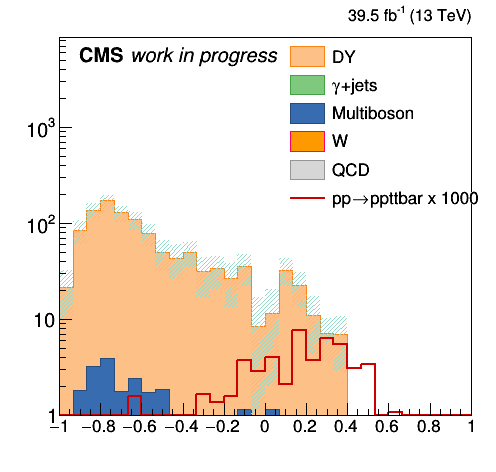 39.5 fb⁻¹ (13 TeV)
CMS work in progress
DY
γ+jets
Multiboson
W
QCD
pp→ppttbar x 1000
10³
10²
10
1
−1 −0.8 −0.6 −0.4 −0.2 0 0.2 0.4 0.6 0.8 1